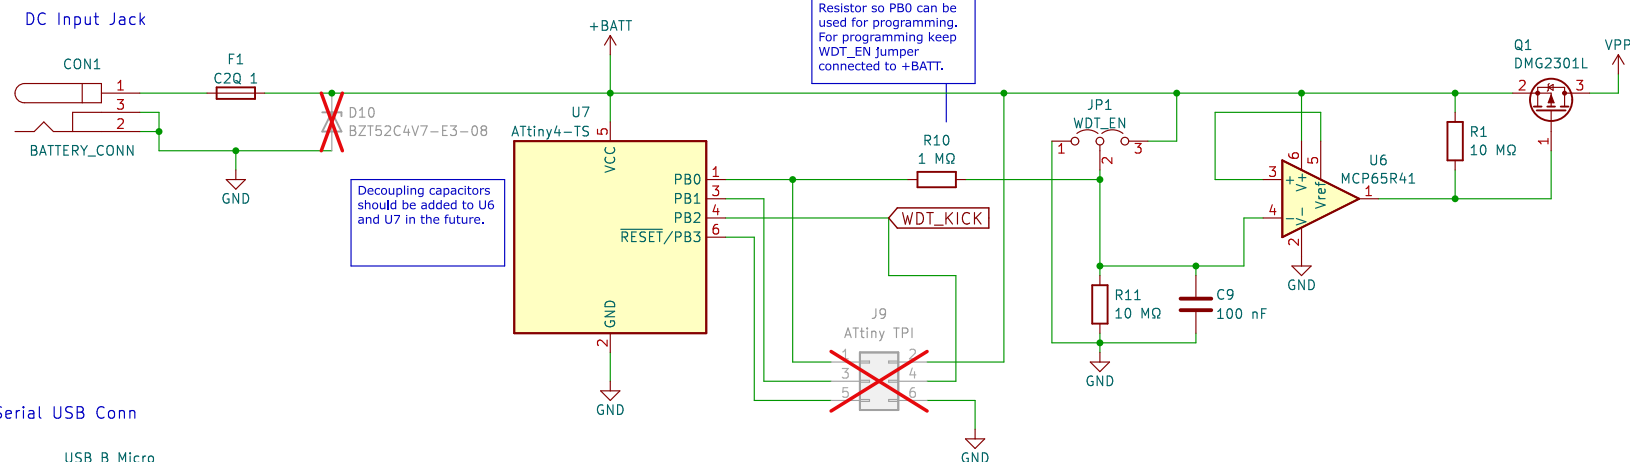 DC Input Jack
CON1
1
3
2
BATTERY_CONN
F1
C2Q 1
GND
D10
BZT52C4V7-E3-08
Decoupling capacitors
should be added to U6
and U7 in the future.
+BATT
U7
ATtiny4-TS
5
VCC
PB0
1
PB1
3
PB2
4
RESET/PB3
6
GND
2
GND
Resistor so PB0 can be
used for programming.
For programming keep
WDT_EN jumper
connected to +BATT.
R10
1 MΩ
WDT_KICK
J9
ATtiny TPI
1
2
3
4
5
6
GND
JP1
WDT_EN
1
2
3
R11
10 MΩ
C9
100 nF
GND
U6
MCP65R41
3
4
6
5
V+
Vref
V-
+
-
2
1
GND
R1
10 MΩ
Q1
DMG2301L
2
3
1
VPP
Serial USB Conn
USB B Micro